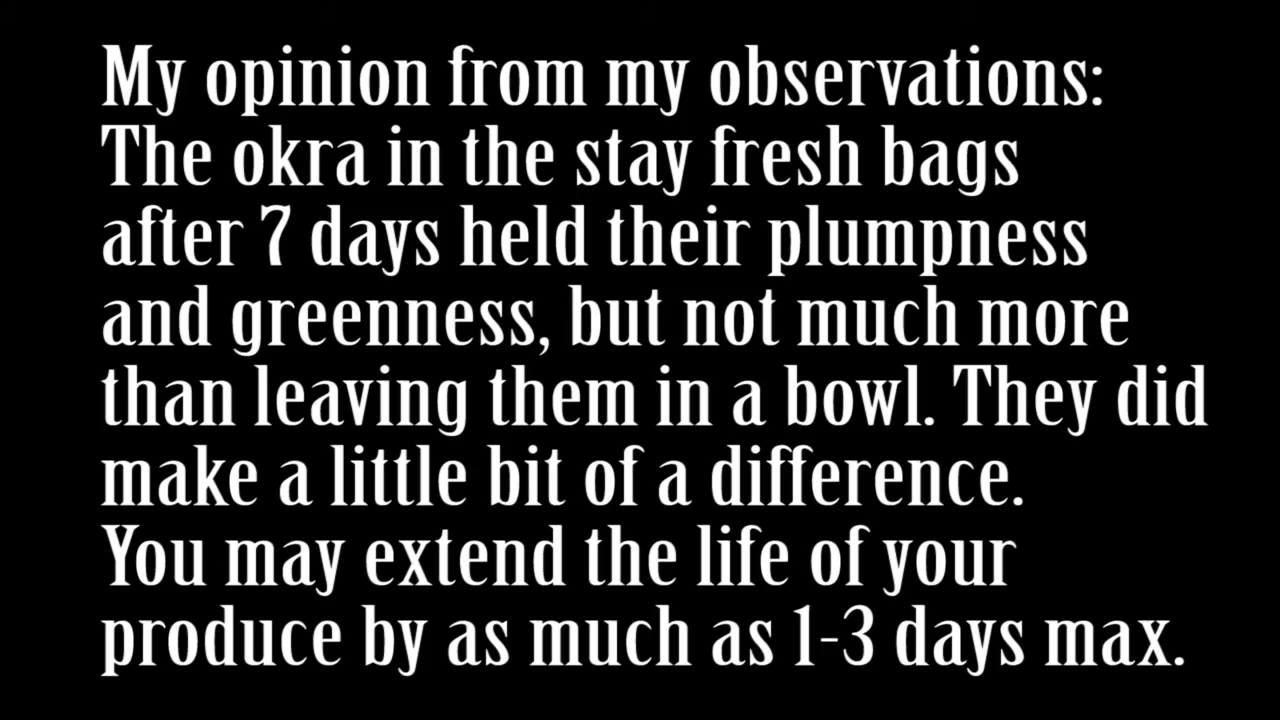 My opinion from my observations:
The okra in the stay fresh bags
after 7 days held their plumpness
and greenness, but not much more
than leaving them in a bowl. They did
make a little bit of a difference.
You may extend the life of your
produce by as much as 1-3 days max.